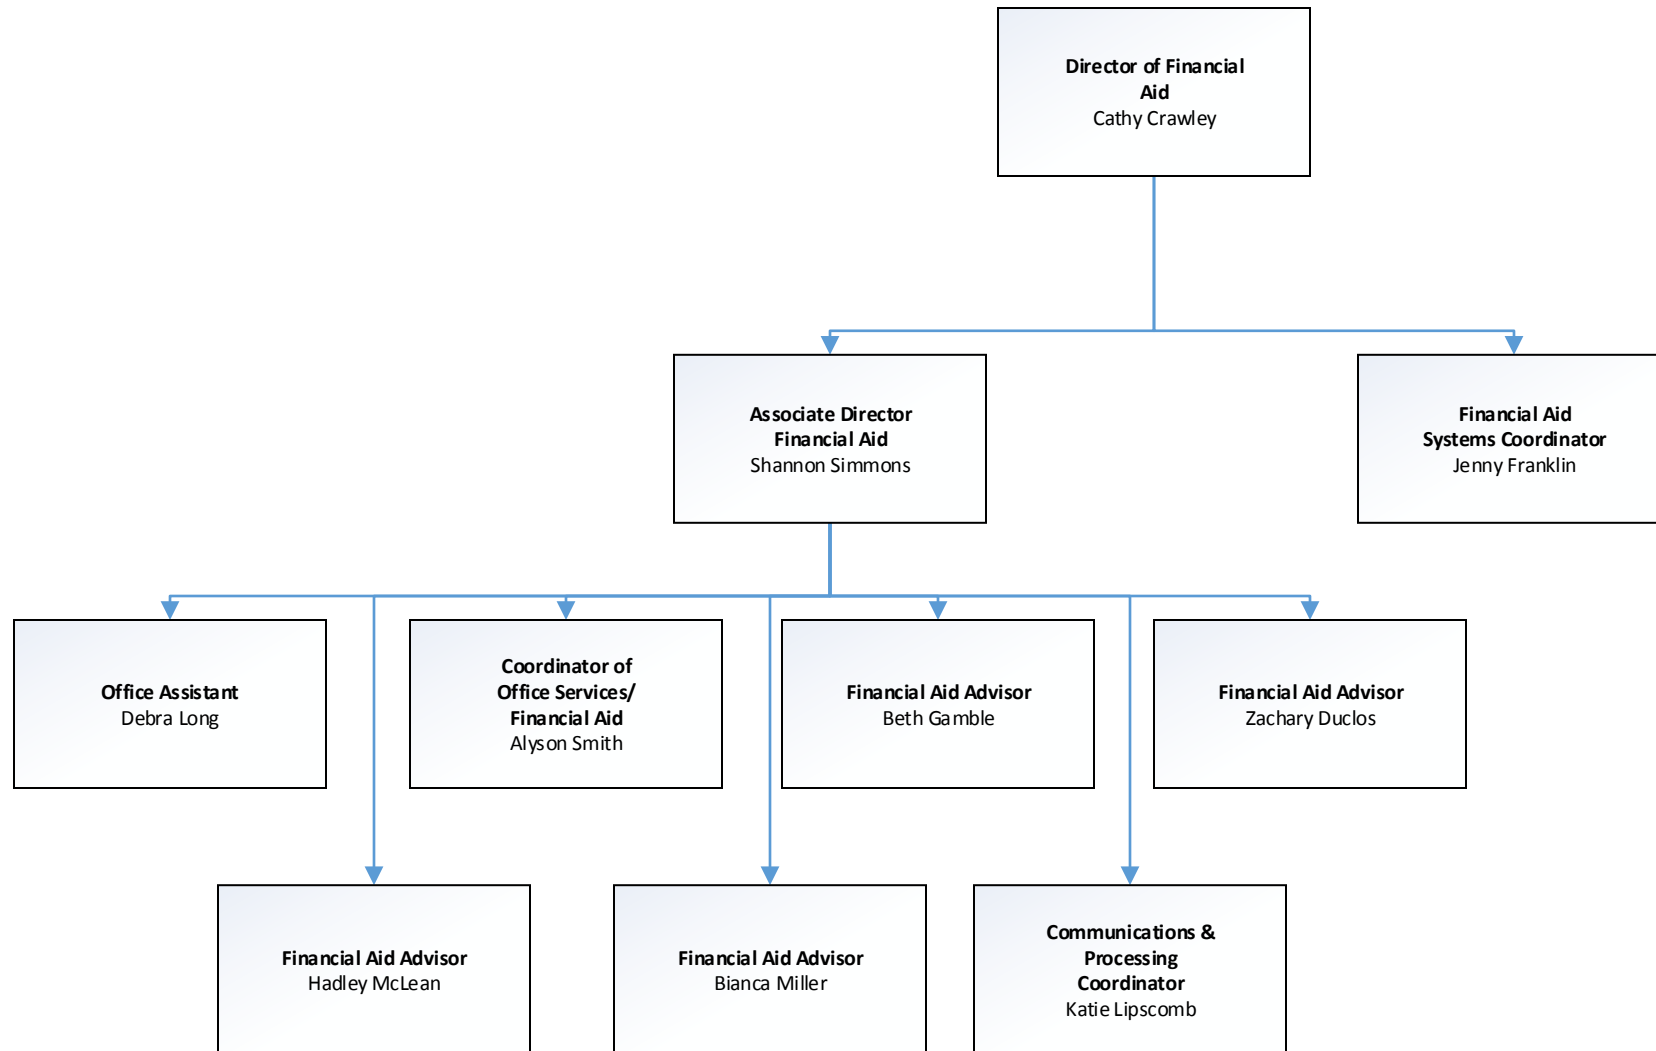 Director of Financial
Aid
Cathy Crawley
Associate Director
Financial Aid
Shannon Simmons
Financial Aid
Systems Coordinator
Jenny Franklin
Office Assistant
Debra Long
Coordinator of
Office Services/
Financial Aid
Alyson Smith
Financial Aid Advisor
Beth Gamble
Financial Aid Advisor
Zachary Duclos
Financial Aid Advisor
Hadley McLean
Financial Aid Advisor
Bianca Miller
Communications &
Processing
Coordinator
Katie Lipscomb